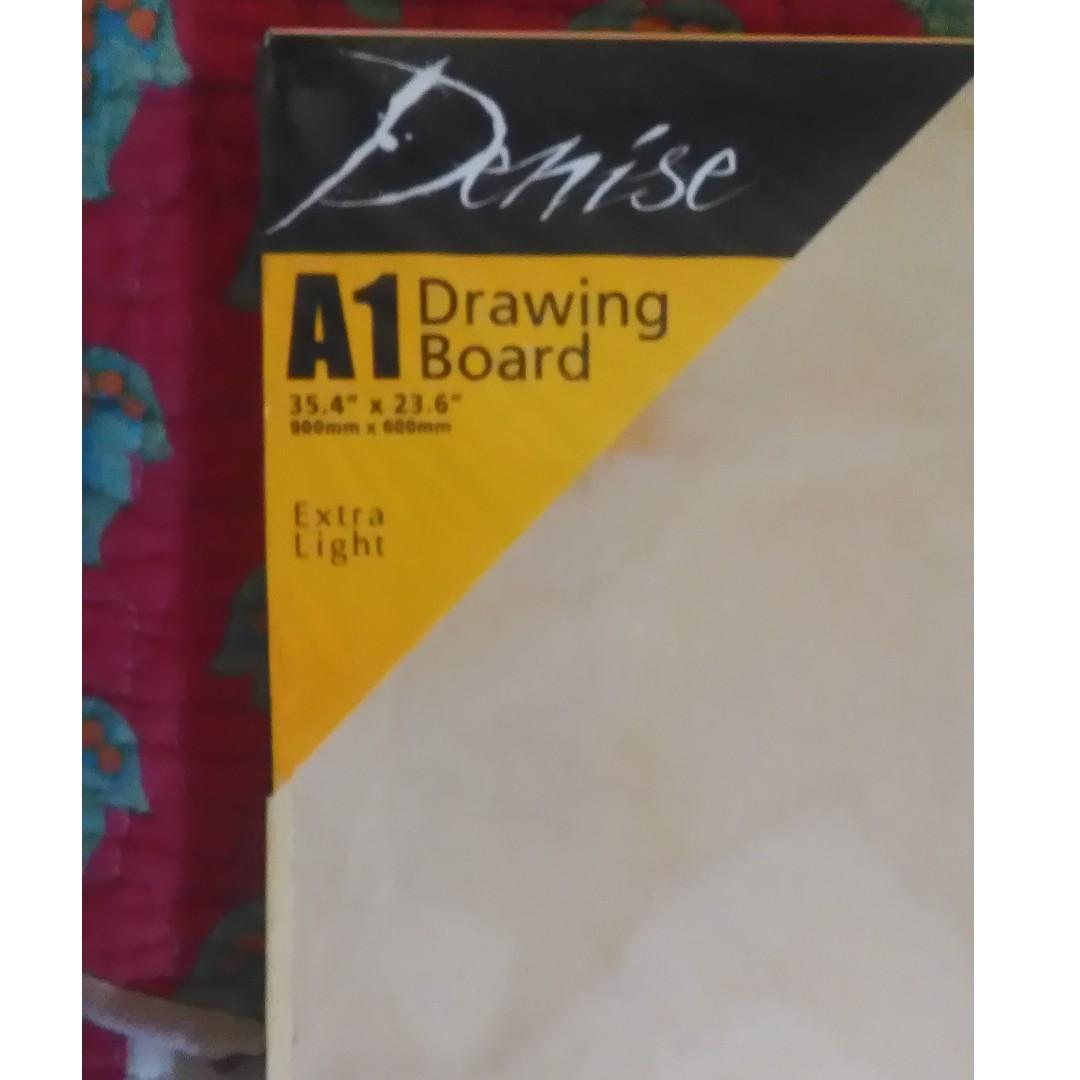 Denise
A1 Drawing
Board
35.4" x 23.6"
900mm x 600mm
Extra
Light